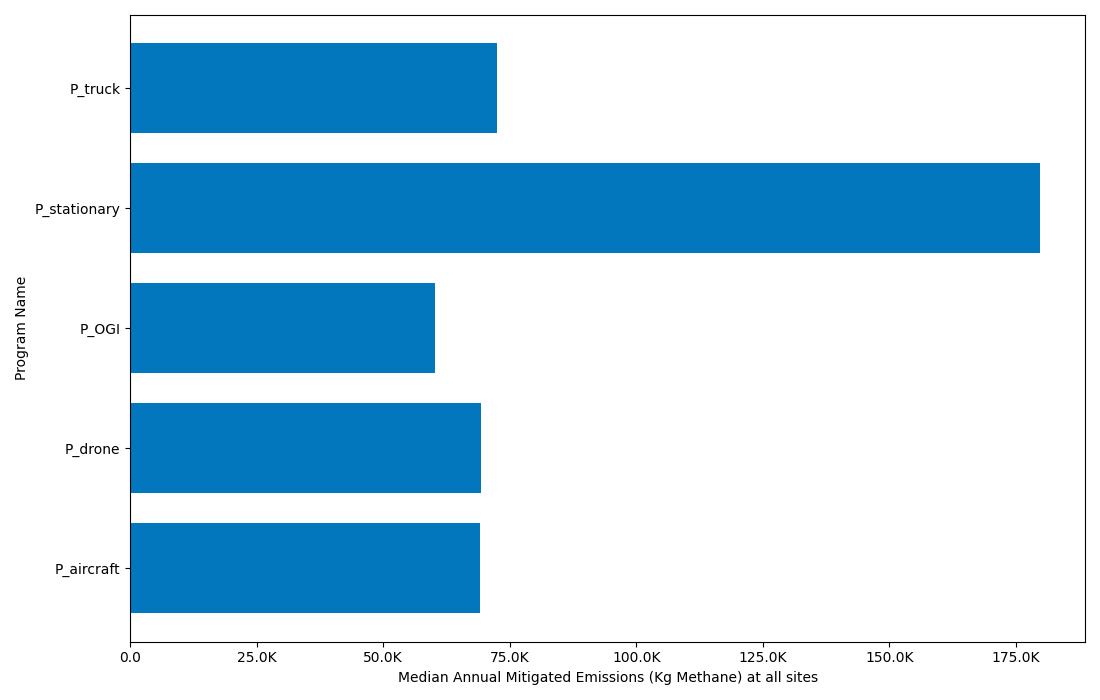 P_truck
P_stationary
P_OGI
P_drone
P_aircraft
Program Name
0.0 25.0K 50.0K 75.0K 100.0K 125.0K 150.0K 175.0K
Median Annual Mitigated Emissions (Kg Methane) at all sites